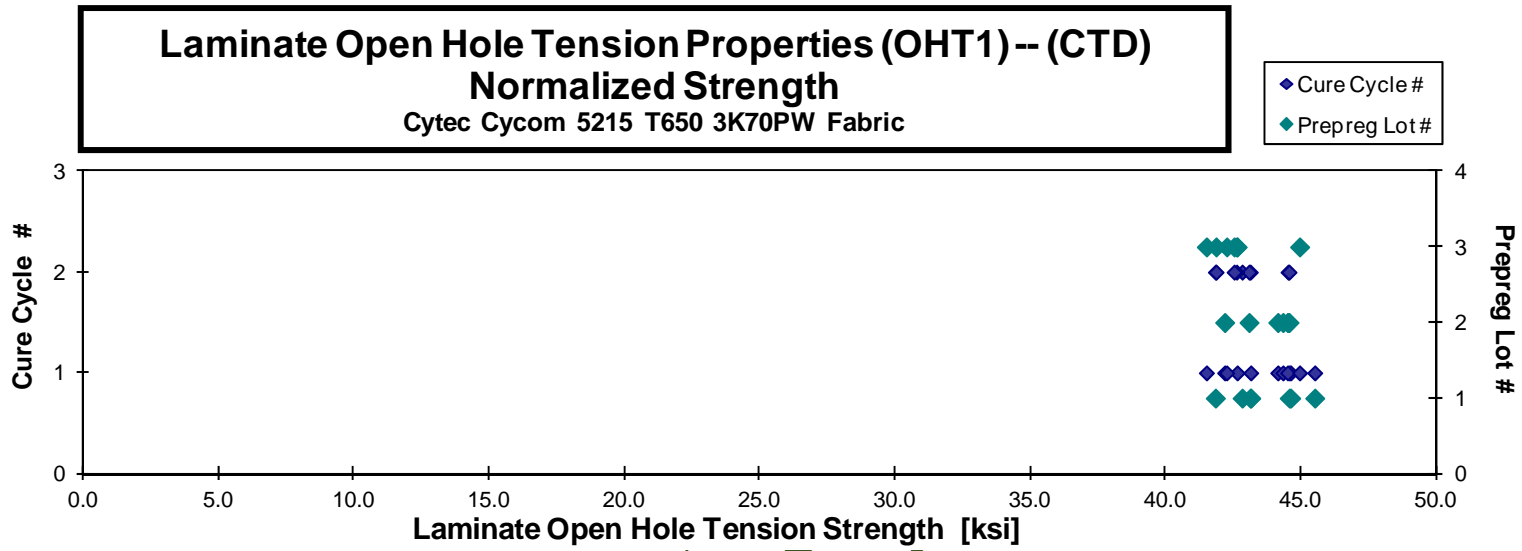 Laminate Open Hole Tension Properties (OHT1) -- (CTD)
Normalized Strength
Cytec Cycom 5215 T650 3K70PW Fabric
Cure Cycle #
Prepreg Lot #
3
2
1
0
Cure Cycle #
4
3
2
1
0
Prepreg Lot #
0.0 5.0 10.0 15.0 20.0 25.0 30.0 35.0 40.0 45.0 50.0
Laminate Open Hole Tension Strength [ksi]